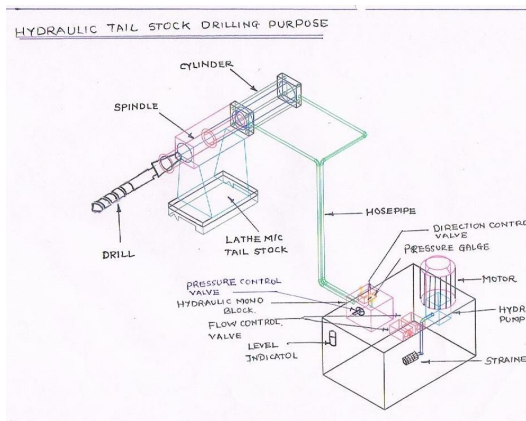 HYDRAULIC TAIL STOCK DRILLING PURPOSE
CYLINDER
SPINDLE
DRILL
LATHE M/C
TAIL STOCK
HOSEPIPE
DIRECTION CONTR
VALVE
PRESSURE GALGE
MOTOR
PRESSURE CONTROL
VALVE
HYDRAULIC MONO
BLOCK.
FLOW CONTROL.
VALVE
LEVEL
INDICATOL
HYDR
PUMP
STRAINE